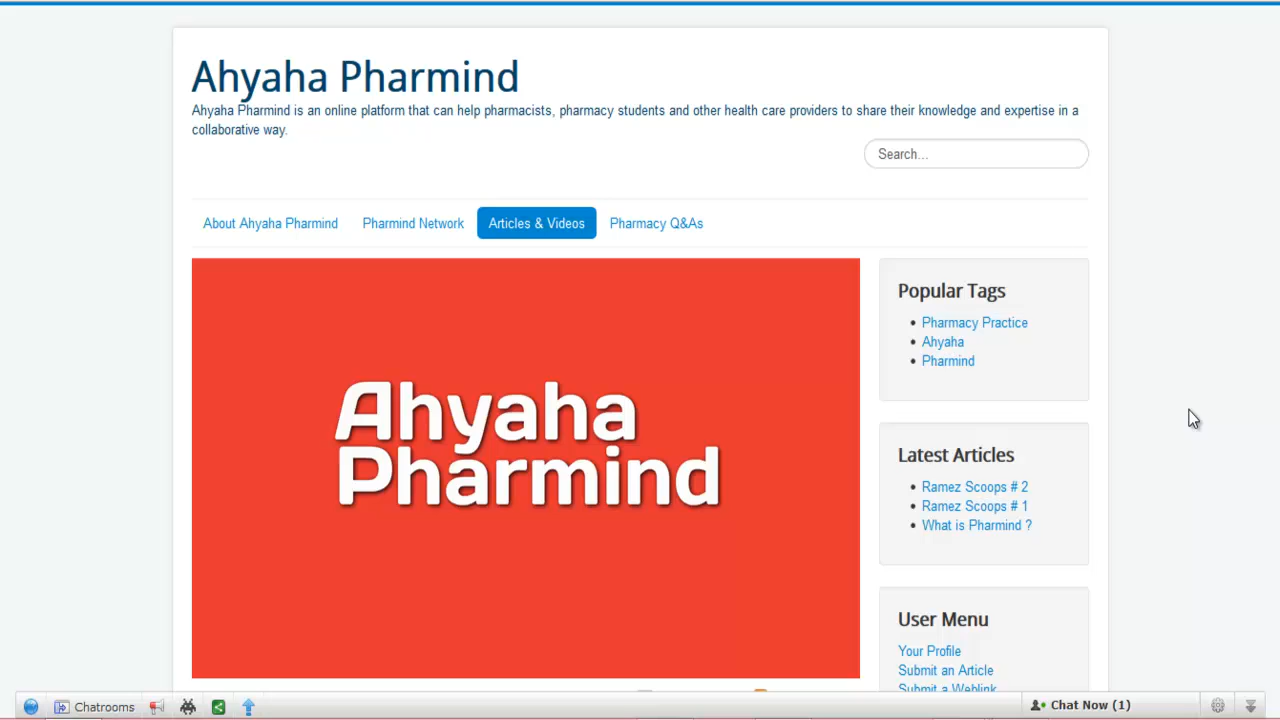 Ahyaha Pharmind
Ahyaha Pharmind is an online platform that can help pharmacists, pharmacy students and other health care providers to share their knowledge and expertise in a
collaborative way.
Search...
About Ahyaha Pharmind
Pharmind Network
Articles & Videos
Pharmacy Q&As
Ahyaha
Pharmind
Popular Tags
Pharmacy Practice
Ahyaha
Pharmind
Latest Articles
Ramez Scoops # 2
Ramez Scoops # 1
What is Pharmind ?
User Menu
Your Profile
Submit an Article
Submit a Weblink
Chatrooms
Chat Now (1)